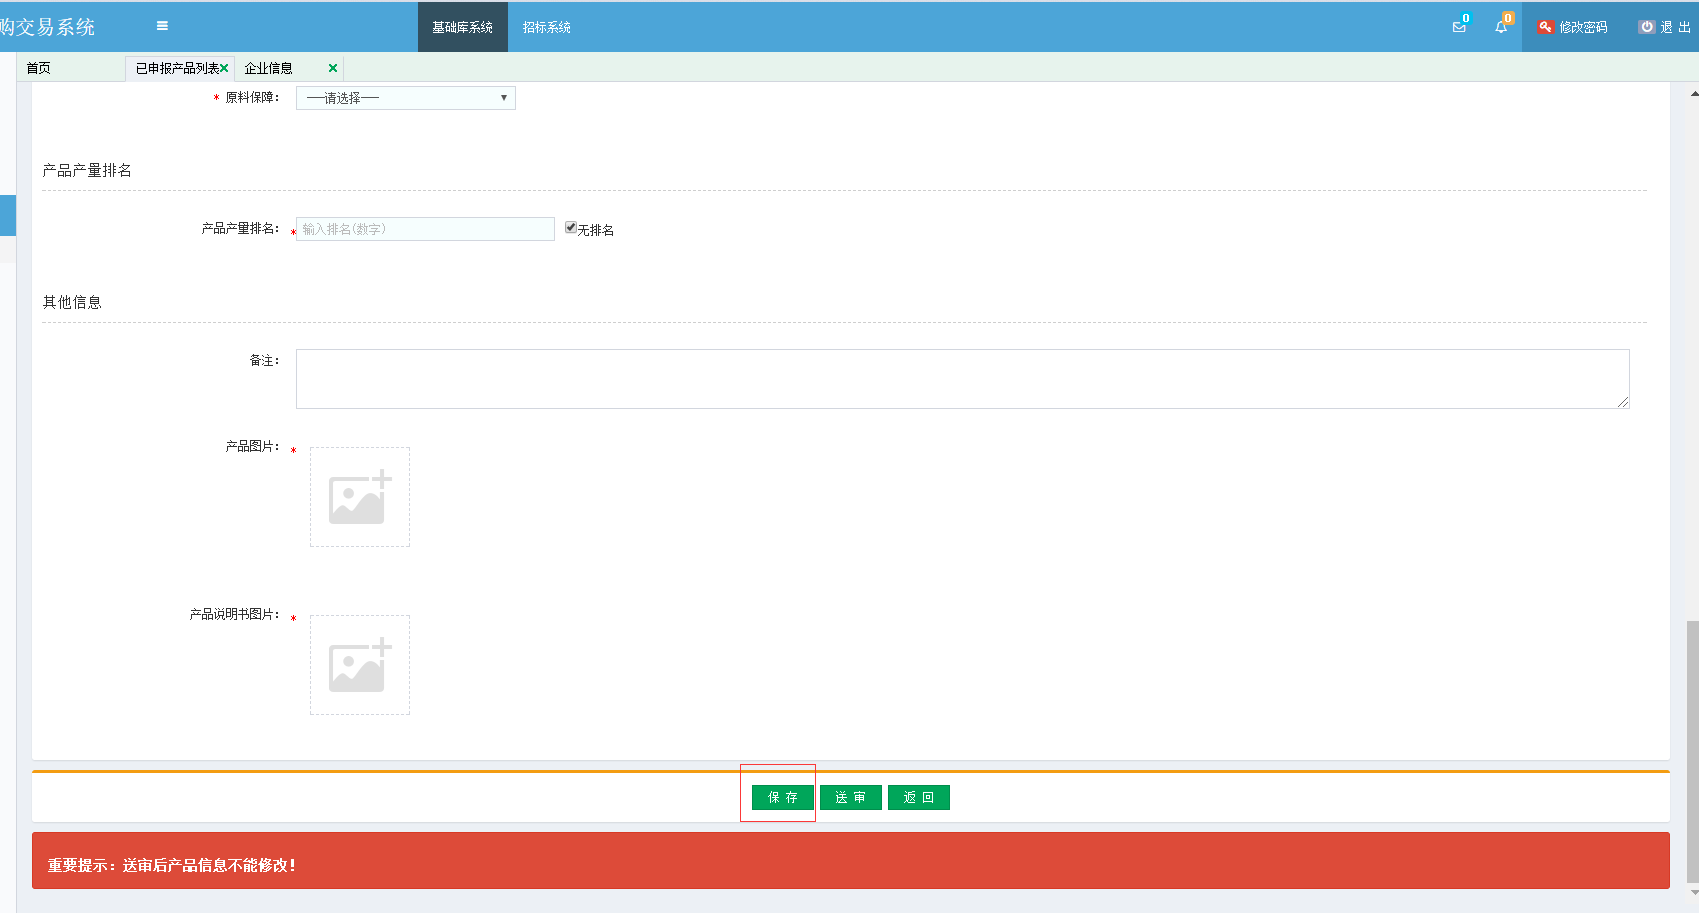 购交易系统
基础库系统
招标系统
0
0
修改密码
退 出
首页
已申报产品列表
企业信息
* 原料保障：
---请选择---
产品产量排名
产品产量排名：
*
输入排名(数字)
无排名
其他信息
备注：
产品图片： *
产品说明书图片： *
保 存
送 审
返 回
重要提示：送审后产品信息不能修改！